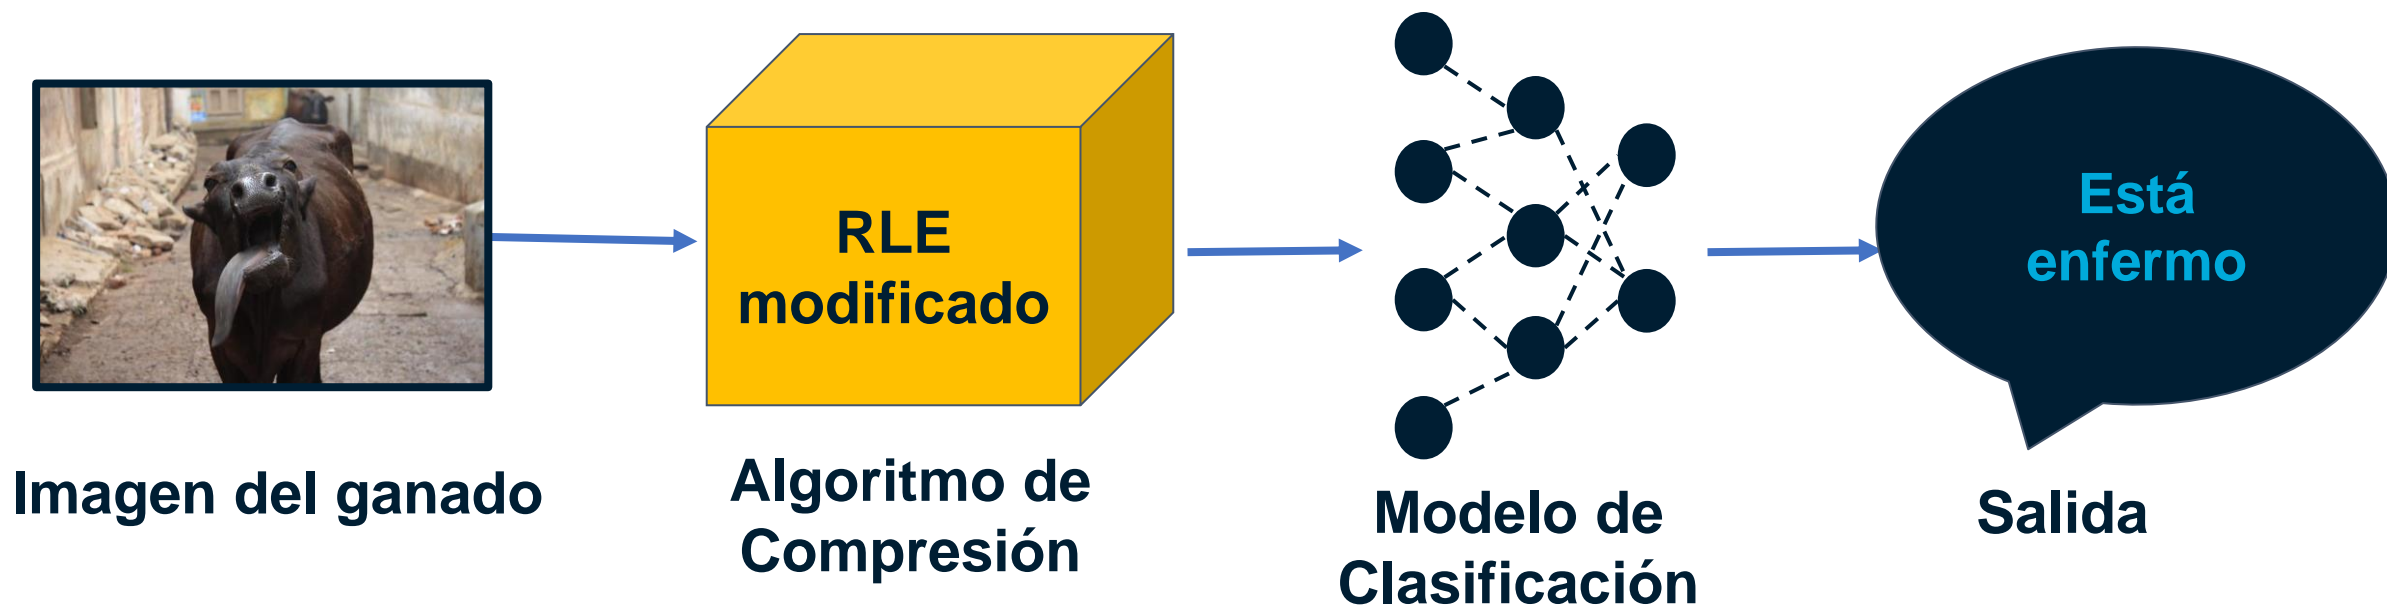 RLE
modificado
Está
enfermo
Imagen del ganado
Algoritmo de
Compresión
Modelo de
Clasificación
Salida